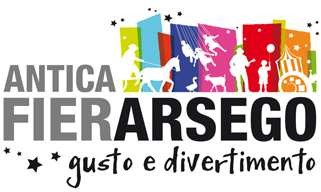 ANTICA
FIERARSEGO
gusto e divertimento